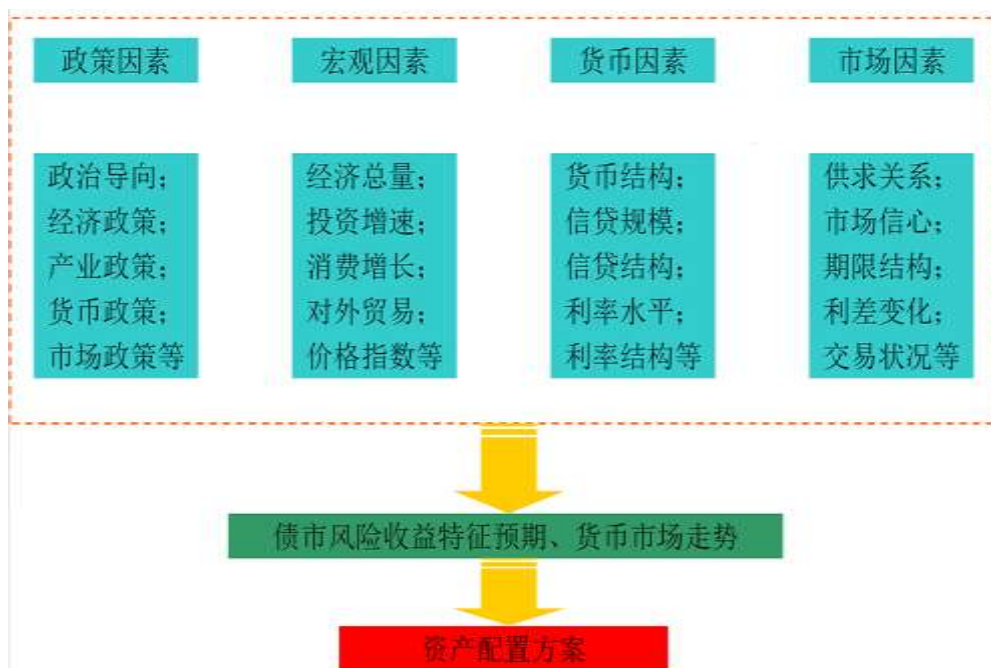 政策因素
宏观因素
货币因素
市场因素
政治导向;
经济政策;
产业政策;
货币政策;
市场政策等
经济总量;
投资增速;
消费增长;
对外贸易;
价格指数等
货币结构;
信贷规模;
信贷结构;
利率水平;
利率结构等
供求关系;
市场信心;
期限结构;
利差变化;
交易状况等
债市风险收益特征预期、货币市场走势
资产配置方案